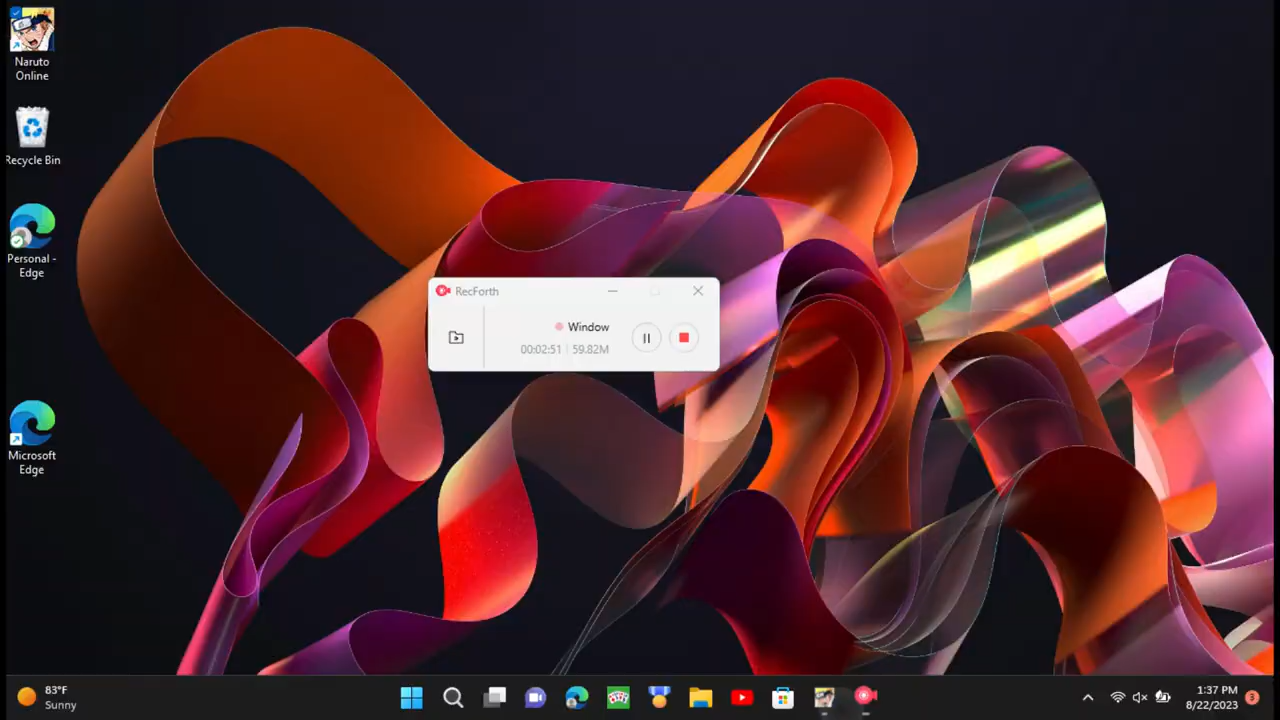 Naruto
Online
Recycle Bin
Personal -
Edge
Microsoft
Edge
RecForth
Window
00:02:51 | 59.82M
83°F
Sunny
1:37 PM
8/22/2023
3